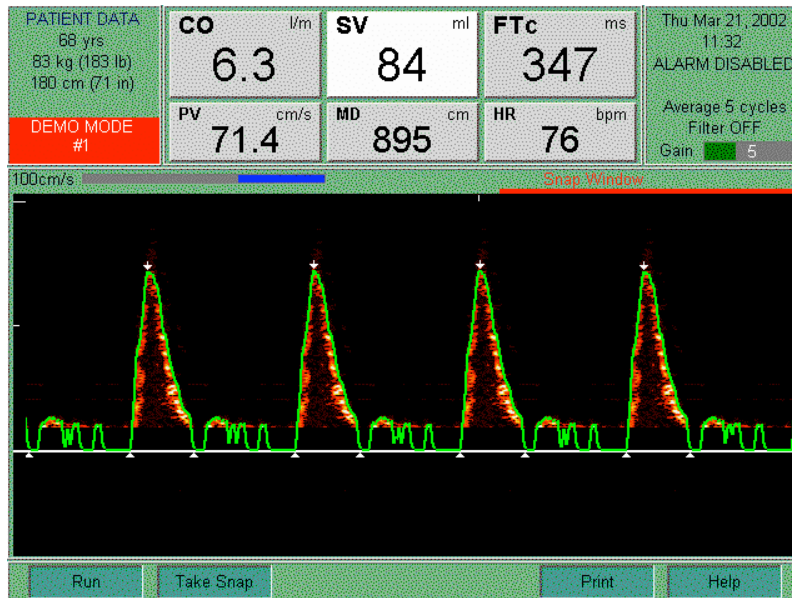 PATIENT DATA
68 yrs
83 kg (183 lb)
180 cm (71 in)
DEMO MODE
#1
CO l/m
6.3
SV ml
84
FTc ms
347
PV cm/s
71.4
MD cm
895
HR bpm
76
Thu Mar 21, 2002
11:32
ALARM DISABLED
Average 5 cycles
Filter OFF
Gain 5
100cm/s
Snap Window
Run
Take Snap
Print
Help